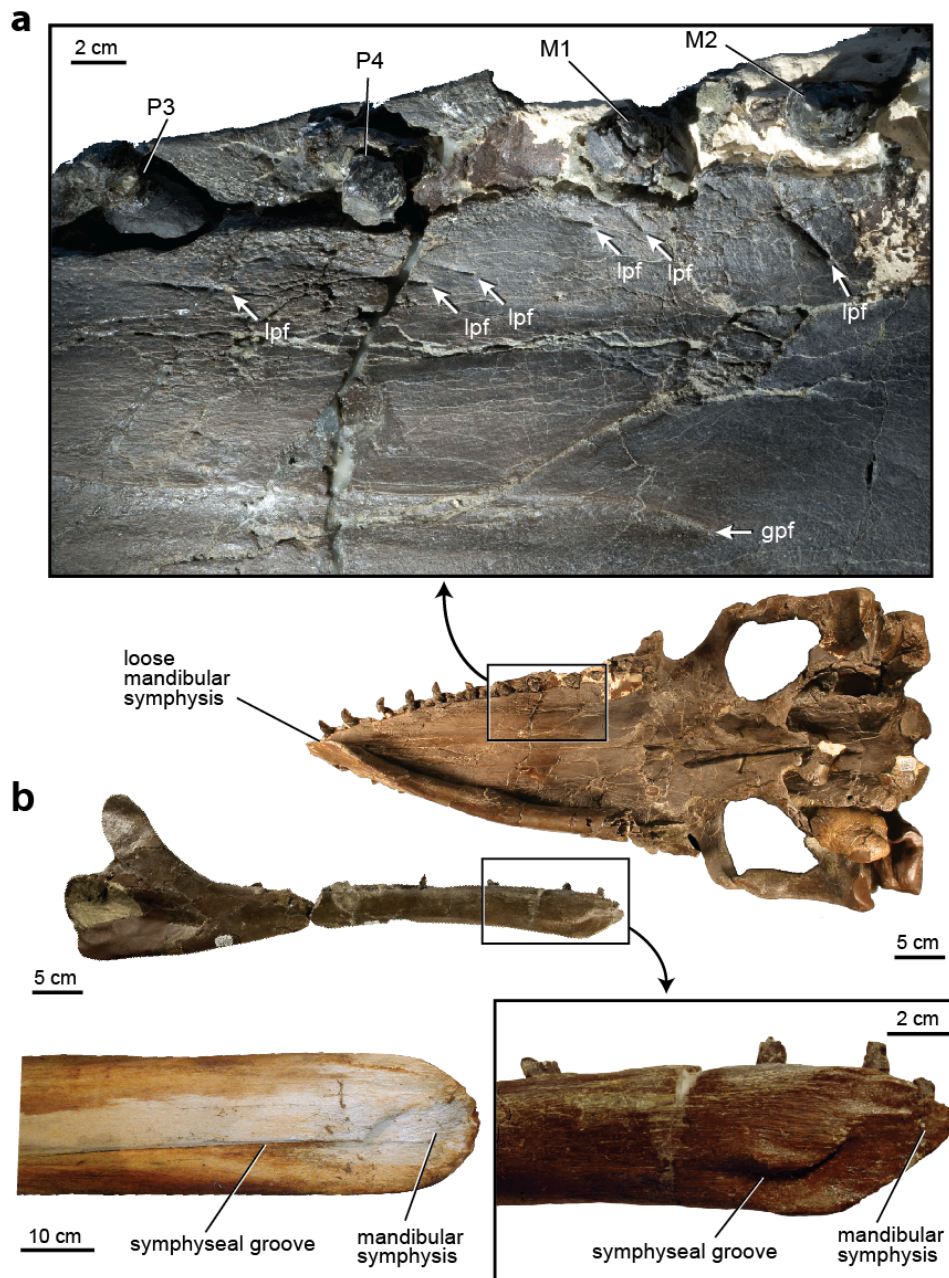 a
2 cm
P3
P4
M1
M2
lpf
lpf
lpf
lpf
lpf
lpf
gpf
loose
mandibular
symphysis
b
5 cm
5 cm
2 cm
10 cm
symphyseal groove
mandibular
symphysis
symphyseal groove
mandibular
symphysis